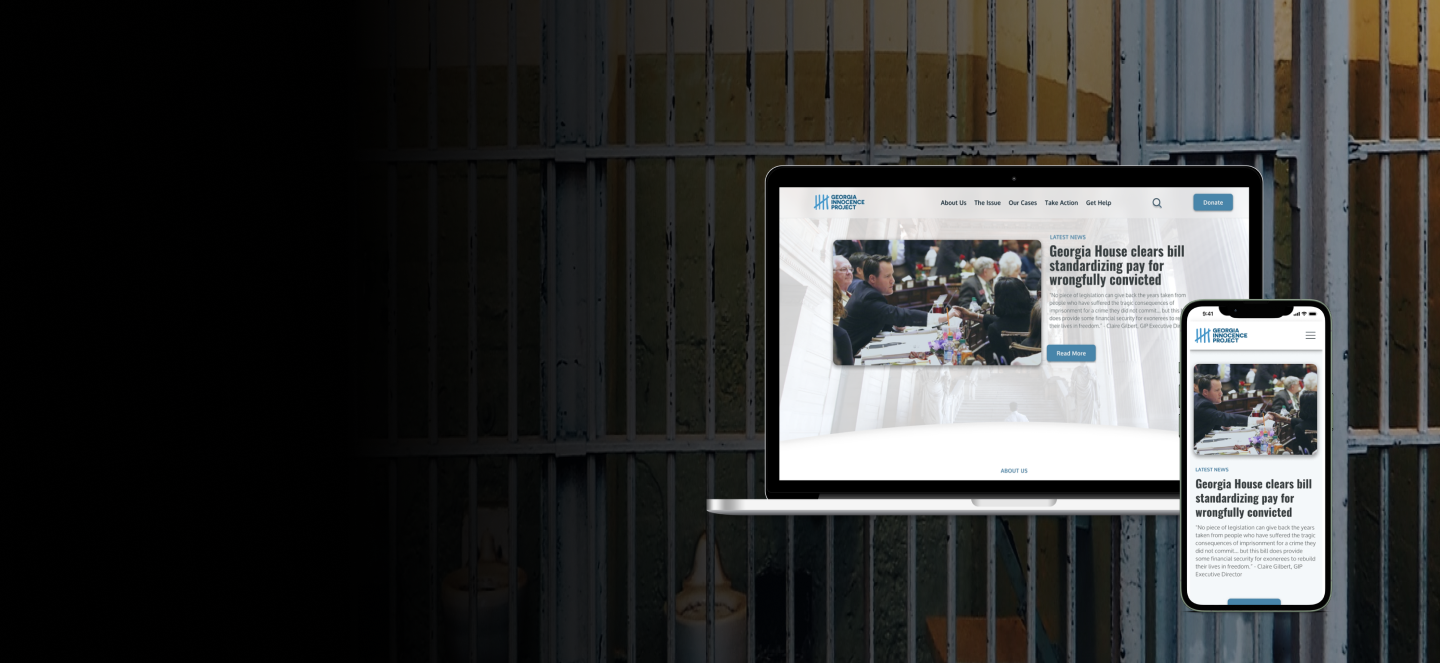 GEORGIA
INNOCENCE
PROJECT
About Us The Issue Our Cases Take Action Get Help
Donate
LATEST NEWS
Georgia House clears bill
standardizing pay for
wrongfully convicted
"No piece of legislation can give back the years taken from
people who have suffered the tragic consequences of
imprisonment for a crime they did not commit... but this
does provide some financial security for exonerees to
their lives in freedom." - Claire Gilbert, GIP Executive
Read More
ABOUT US
9:41
GEORGIA
INNOCENCE
PROJECT
LATEST NEWS
Georgia House clears bill
standardizing pay for
wrongfully convicted
"No piece of legislation can give back the years
taken from people who have suffered the tragic
consequences of imprisonment for a crime they
did not commit... but this bill does provide
some financial security for exonerees to rebuild
their lives in freedom." - Claire Gilbert, GIP
Executive Director